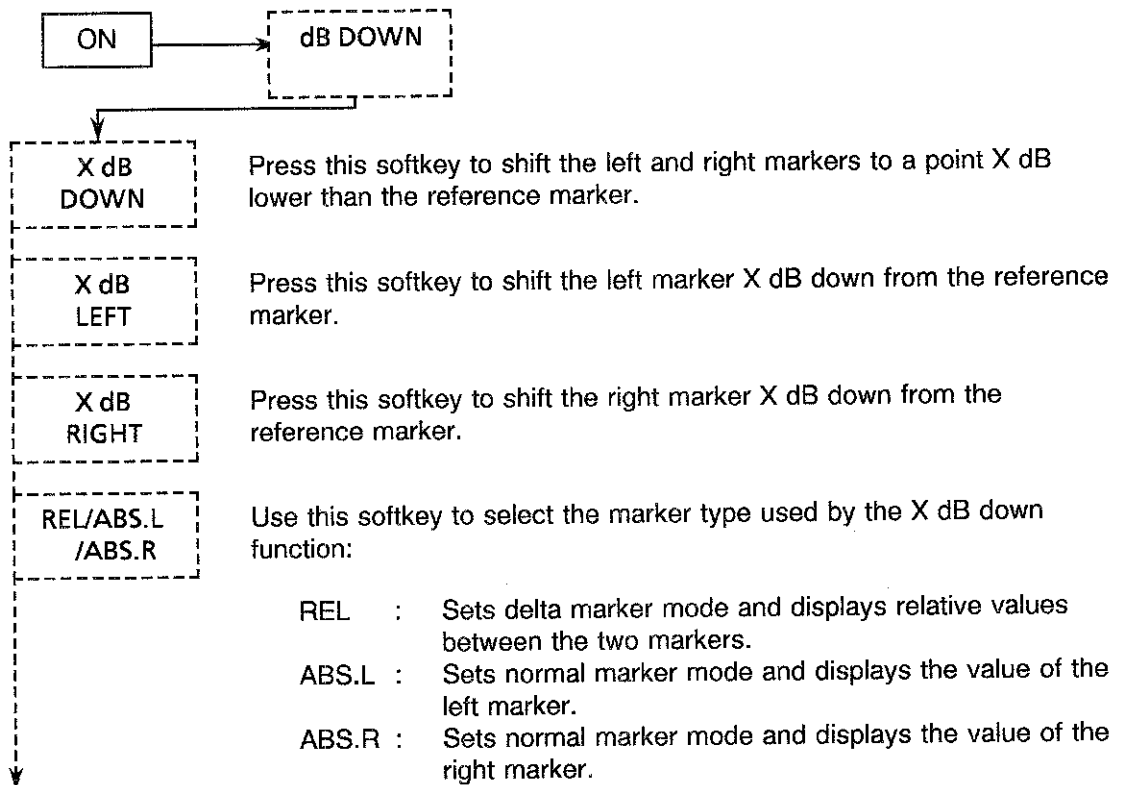 ON
dB DOWN
X dB
DOWN
Press this softkey to shift the left and right markers to a point X dB
lower than the reference marker.
X dB
LEFT
Press this softkey to shift the left marker X dB down from the reference
marker.
X dB
RIGHT
Press this softkey to shift the right marker X dB down from the
reference marker.
REL/ABS.L
/ABS.R
Use this softkey to select the marker type used by the X dB down
function:
REL : Sets delta marker mode and displays relative values
between the two markers.
ABS.L : Sets normal marker mode and displays the value of the
left marker.
ABS.R : Sets normal marker mode and displays the value of the
right marker.